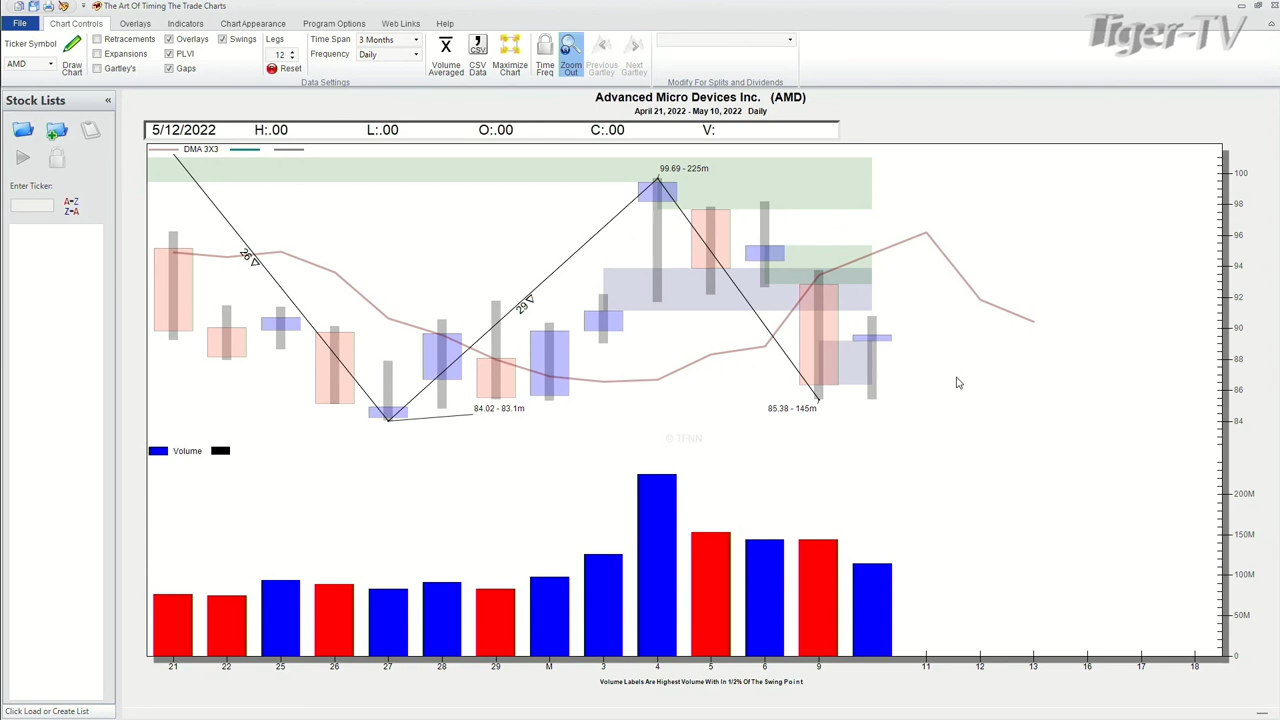 The Art Of Timing The Trade Charts
Tiger-TV
File Chart Controls Overlays Indicators Chart Appearance Program Options Web Links Help
Ticker Symbol
AMD
Draw Chart
Retracements Overlays Swings
Expansions PLVI
Gartley's Gaps
Legs
12
Reset
Time Span 3 Months
Frequency Daily
Data Settings
Volume Averaged
CSV
CSV Data
Maximize Chart
Time Freq
Zoom Out
Previous Gartley
Next Gartley
Modify For Splits and Dividends
Stock Lists «
Enter Ticker:
A-Z
Z-A
Click Load or Create List
Advanced Micro Devices Inc. (AMD)
April 21, 2022 - May 10, 2022 Daily
5/12/2022 H:.00 L:.00 O:.00 C:.00 V:
DMA 3X3
99.69 - 225m
26
29
84.02 - 83.1m
85.38 - 145m
© TFNN
100
98
96
94
92
90
88
86
84
Volume
200M
150M
100M
50M
0
21 22 25 26 27 28 29 M 3 4 5 6 9 11 12 13 16 17 18
Volume Labels Are Highest Volume With In 1/2% Of The Swing Point